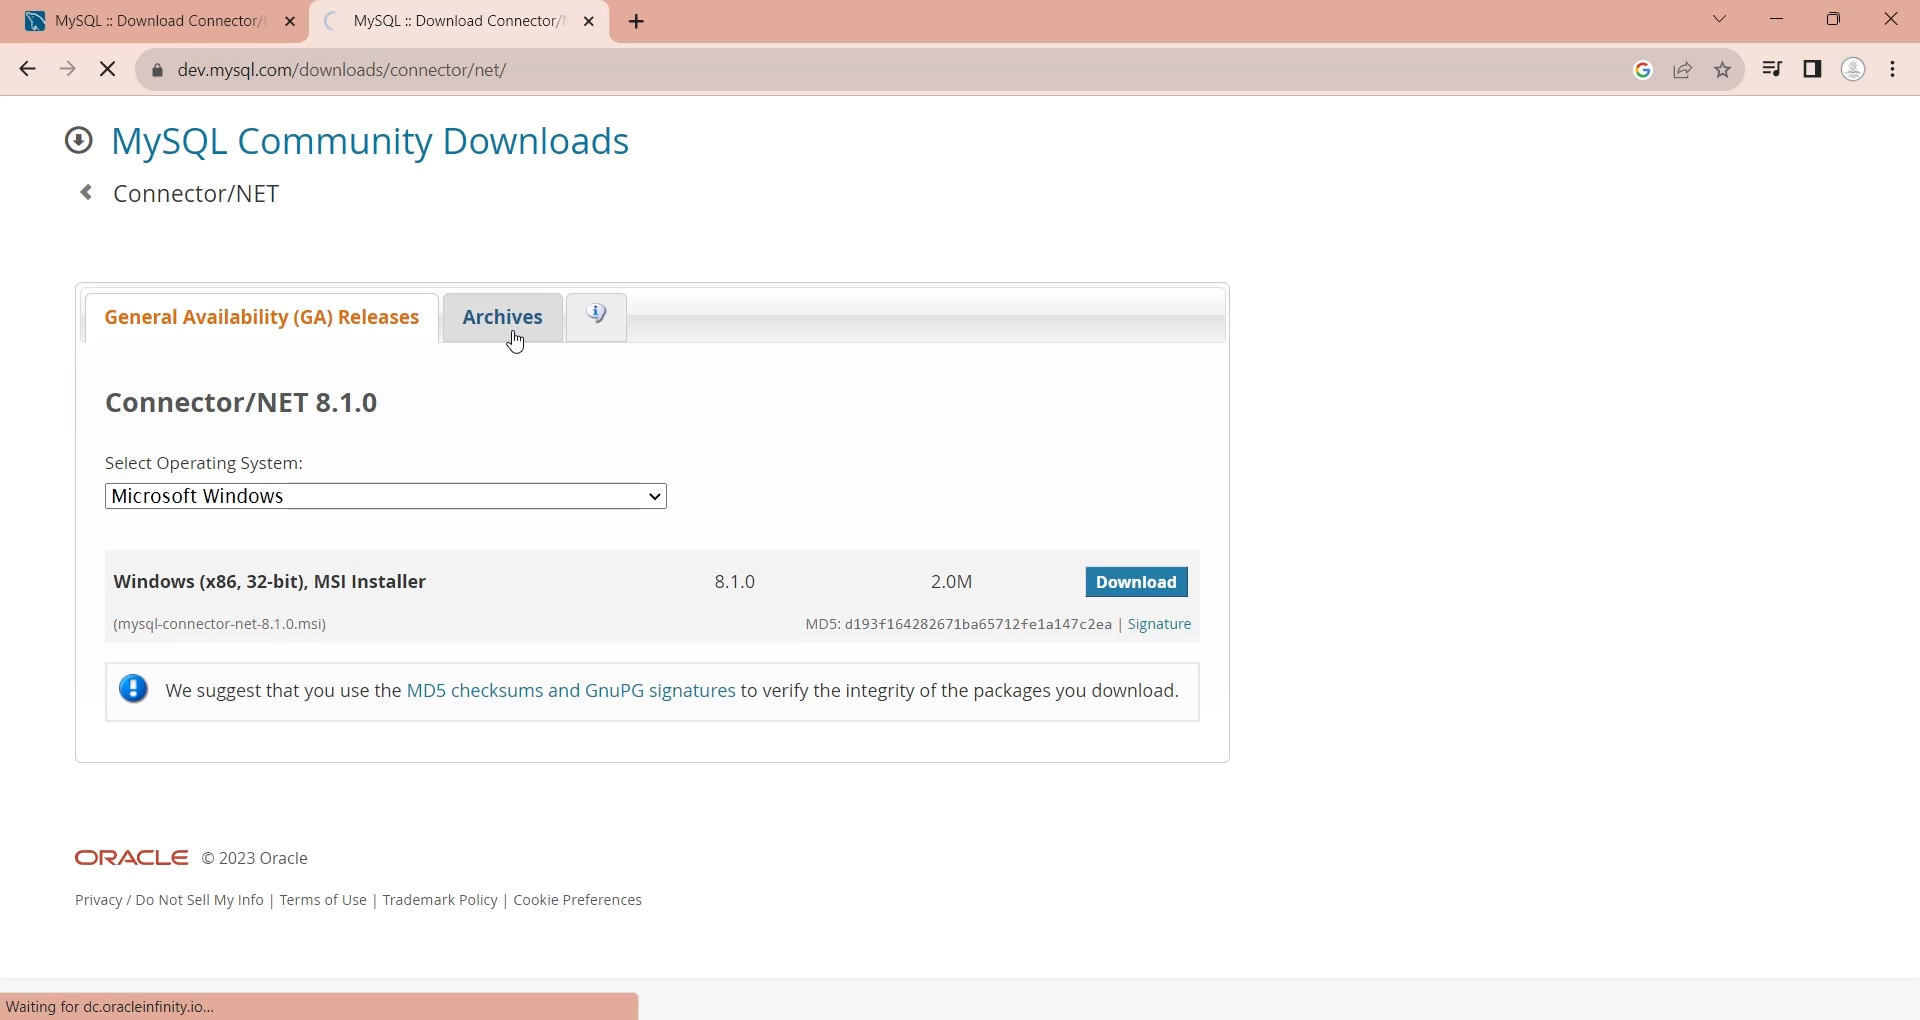 MySQL :: Download Connector/
MySQL :: Download Connector/
dev.mysql.com/downloads/connector/net/
MySQL Community Downloads
Connector/NET
General Availability (GA) Releases
Archives
Connector/NET 8.1.0
Select Operating System:
Microsoft Windows
Windows (x86, 32-bit), MSI Installer 8.1.0 2.0M Download
(mysql-connector-net-8.1.0.msi) MD5: d193f164282671ba65712fe1a147c2ea | Signature
We suggest that you use the MD5 checksums and GnuPG signatures to verify the integrity of the packages you download.
ORACLE © 2023 Oracle
Privacy / Do Not Sell My Info | Terms of Use | Trademark Policy | Cookie Preferences
Waiting for dc.oracleinfinity.io...